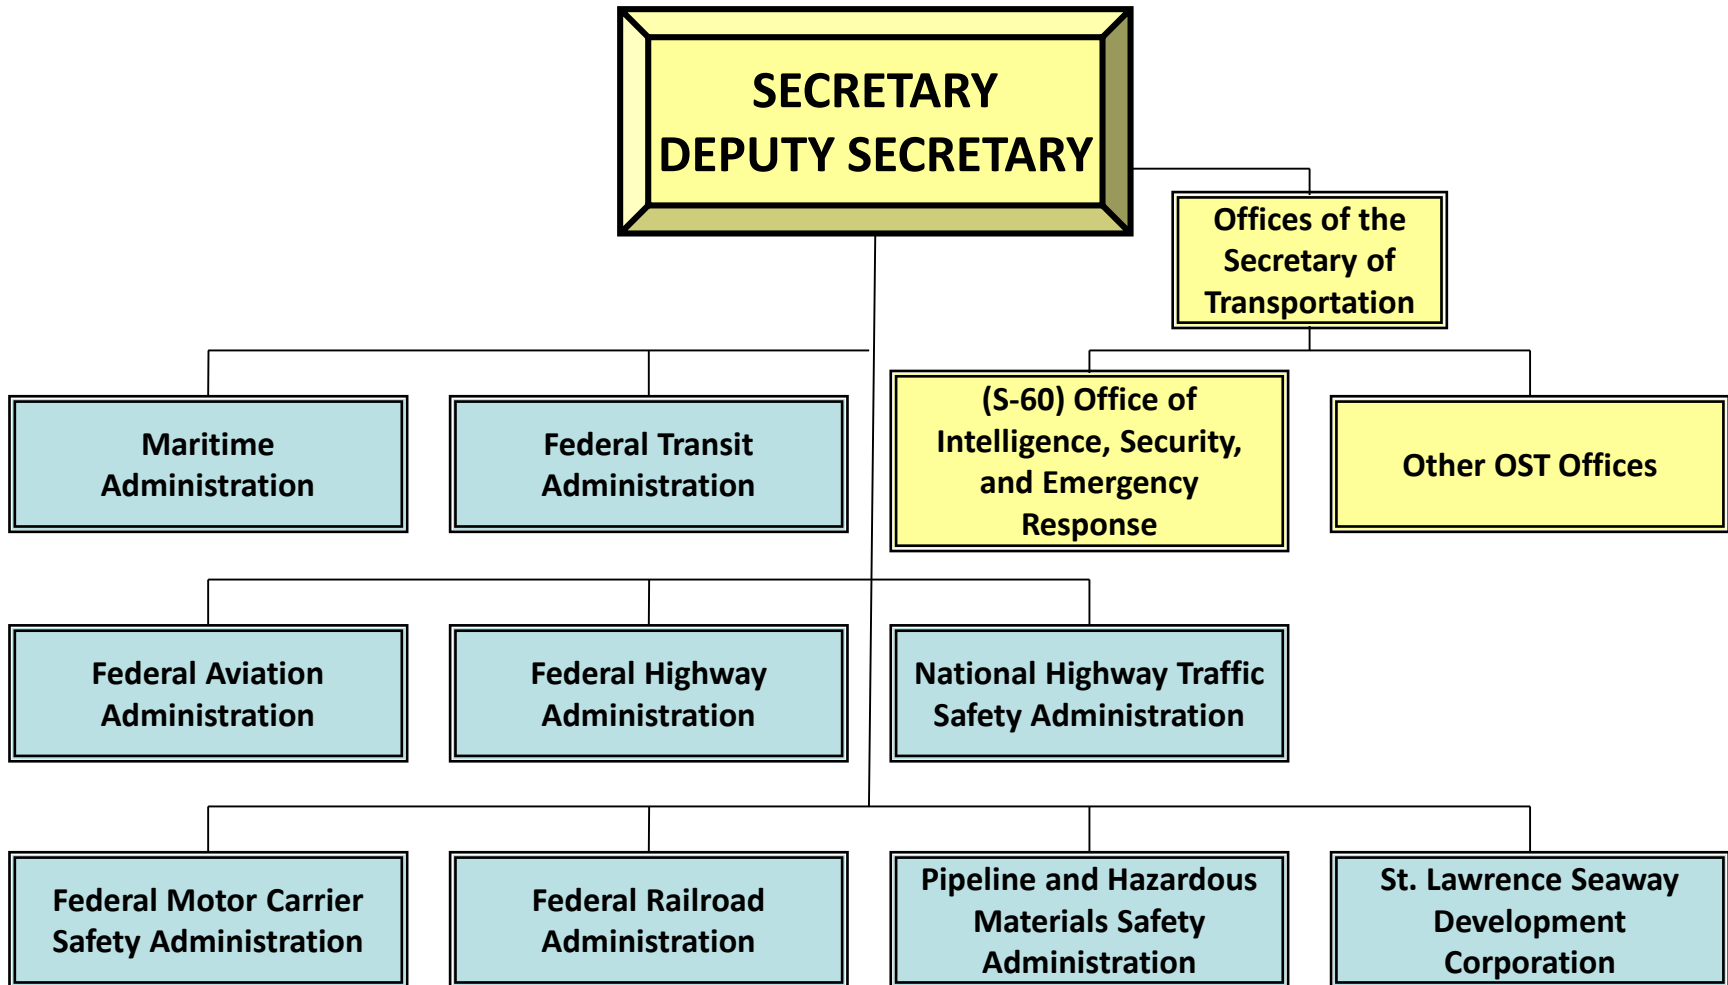 SECRETARY
DEPUTY SECRETARY
Offices of the
Secretary of
Transportation
Maritime
Administration
Federal Transit
Administration
(S-60) Office of
Intelligence, Security,
and Emergency
Response
Other OST Offices
Federal Aviation
Administration
Federal Highway
Administration
National Highway Traffic
Safety Administration
Federal Motor Carrier
Safety Administration
Federal Railroad
Administration
Pipeline and Hazardous
Materials Safety
Administration
St. Lawrence Seaway
Development
Corporation